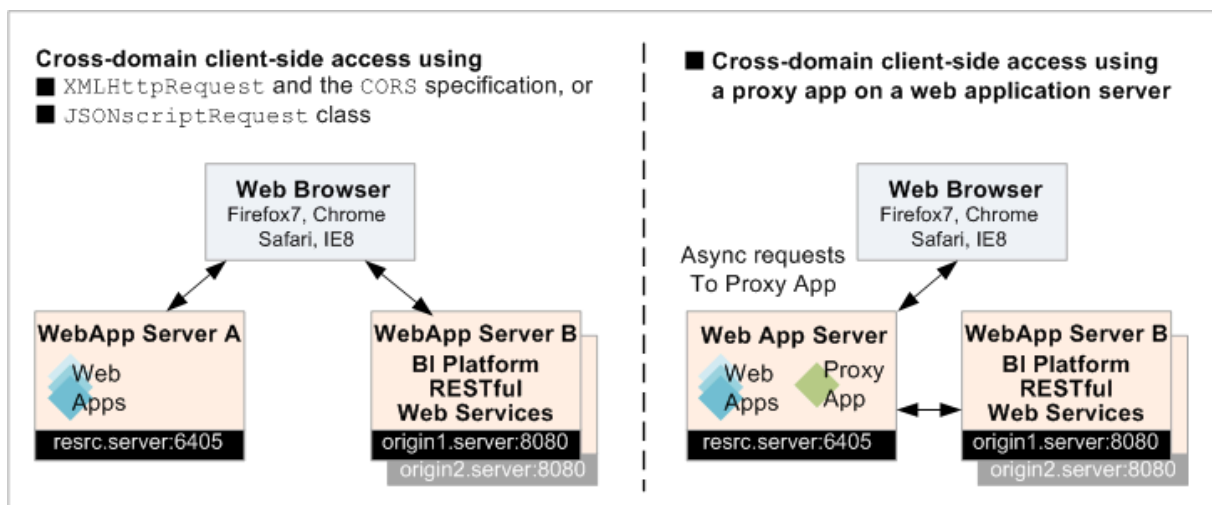 Cross-domain client-side access using
XMLHttpRequest and the CORS specification, or
JSONscriptRequest class
Web Browser
Firefox7, Chrome
Safari, IE8
WebApp Server A
Web
Apps
resrc.server:6405
WebApp Server B
BI Platform
RESTful
Web Services
origin1.server:8080
origin2.server:8080
Cross-domain client-side access using
a proxy app on a web application server
Web Browser
Firefox7, Chrome
Safari, IE8
Async requests
To Proxy App
Web App Server
Web
Apps
Proxy
App
resrc.server:6405
WebApp Server B
BI Platform
RESTful
Web Services
origin1.server:8080
origin2.server:8080